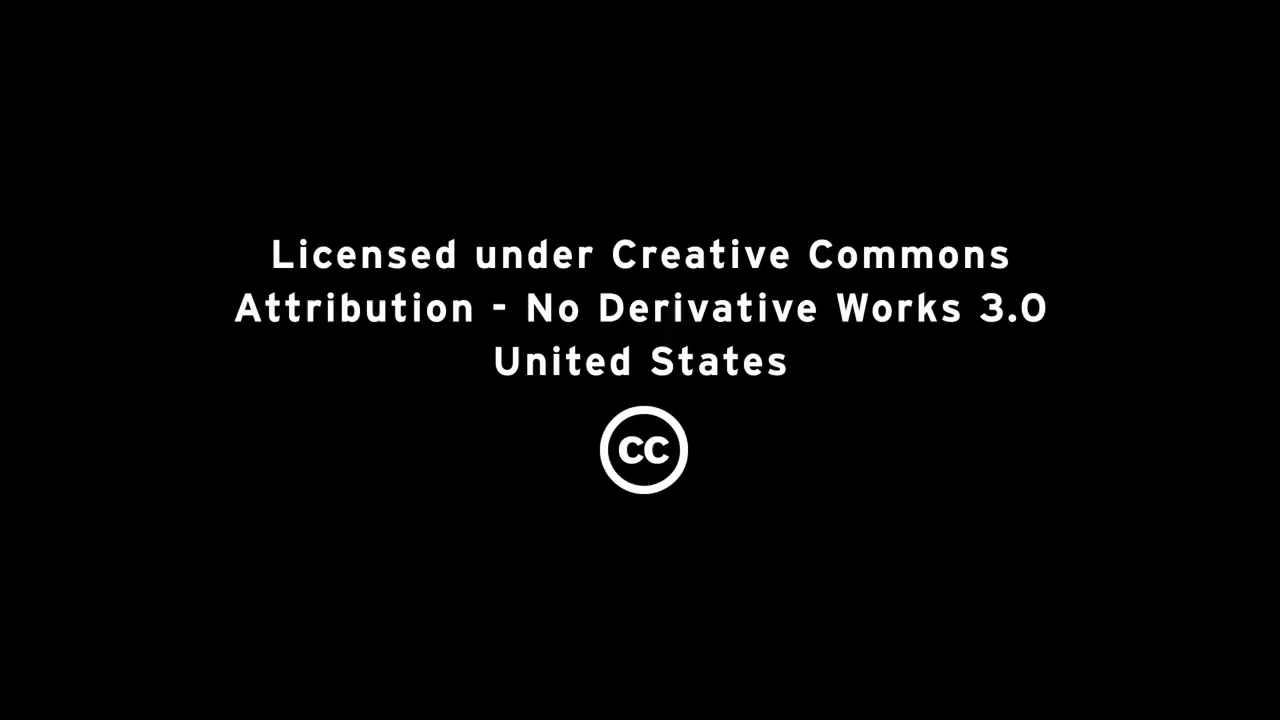 Licensed under Creative Commons
Attribution - No Derivative Works 3.0
United States
cc